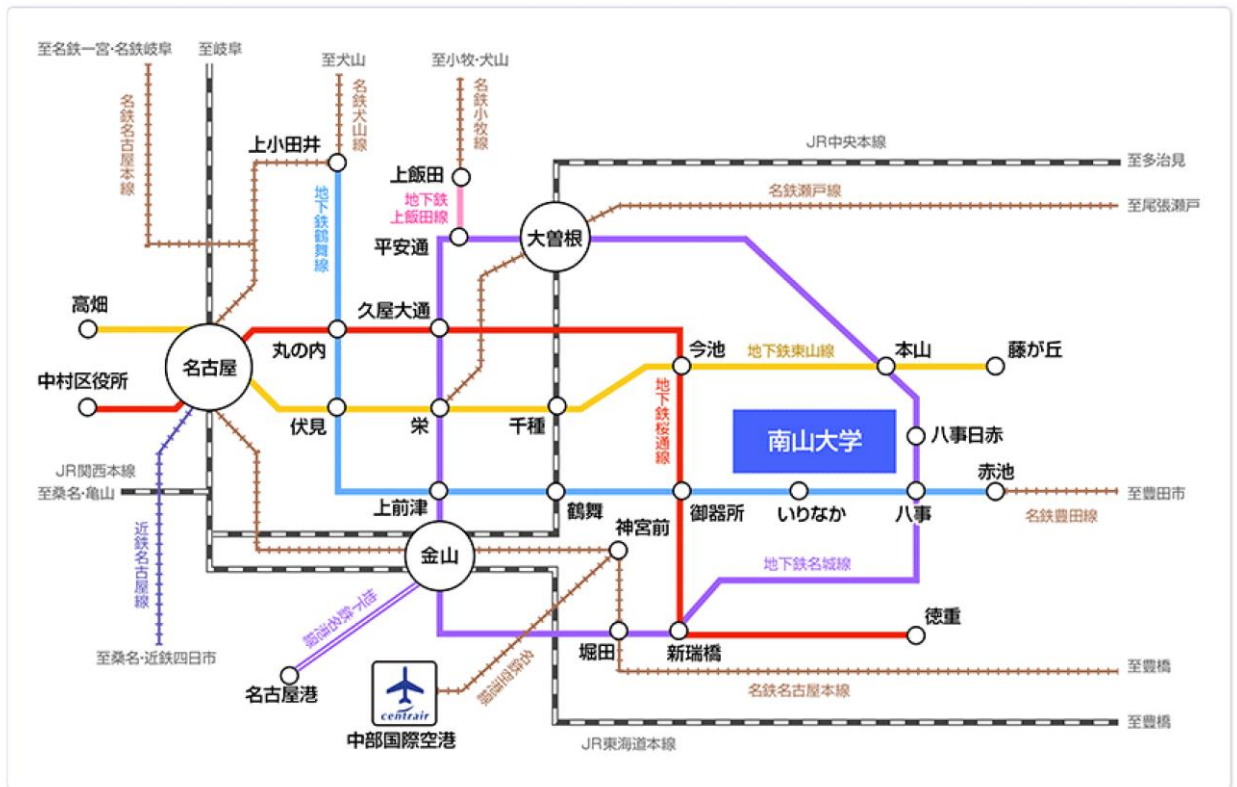 至名鉄一宮・名鉄岐阜
至岐阜
至犬山
至小牧・犬山
名鉄名古屋本線
名鉄犬山線
名鉄小牧線
上小田井
JR中央本線
至多治見
上飯田
名鉄瀬戸線
至尾張瀬戸
地下鉄鶴舞線
地下鉄
上飯田線
平安通
大曽根
高畑
久屋大通
名古屋
丸の内
今池
地下鉄東山線
本山
藤が丘
中村区役所
地下鉄桜通線
伏見
栄
千種
南山大学
八事日赤
JR関西本線
至桑名・亀山
赤池
至豊田市
上前津
鶴舞
御器所
いりなか
八事
名鉄豊田線
神宮前
近鉄名古屋線
金山
地下鉄名城線
地下鉄名港線
徳重
至桑名・近鉄四日市
堀田
新瑞橋
至豊橋
名古屋港
名鉄空港線
名鉄名古屋本線
centrair
中部国際空港
至豊橋
JR東海道本線